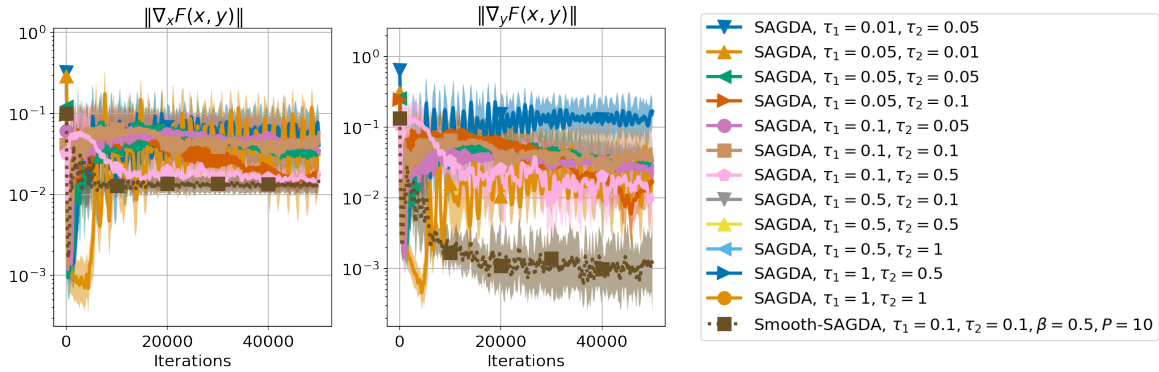 ‖∇ₓF(x, y)‖
10⁰
10⁻¹
10⁻²
10⁻³
0
20000
40000
Iterations
‖∇ᵧF(x, y)‖
10⁰
10⁻¹
10⁻²
10⁻³
0
20000
40000
Iterations
SAGDA, τ₁ = 0.01, τ₂ = 0.05
SAGDA, τ₁ = 0.05, τ₂ = 0.01
SAGDA, τ₁ = 0.05, τ₂ = 0.05
SAGDA, τ₁ = 0.05, τ₂ = 0.1
SAGDA, τ₁ = 0.1, τ₂ = 0.05
SAGDA, τ₁ = 0.1, τ₂ = 0.1
SAGDA, τ₁ = 0.1, τ₂ = 0.5
SAGDA, τ₁ = 0.5, τ₂ = 0.1
SAGDA, τ₁ = 0.5, τ₂ = 0.5
SAGDA, τ₁ = 0.5, τ₂ = 1
SAGDA, τ₁ = 1, τ₂ = 0.5
SAGDA, τ₁ = 1, τ₂ = 1
Smooth-SAGDA, τ₁ = 0.1, τ₂ = 0.1, β = 0.5, P = 10